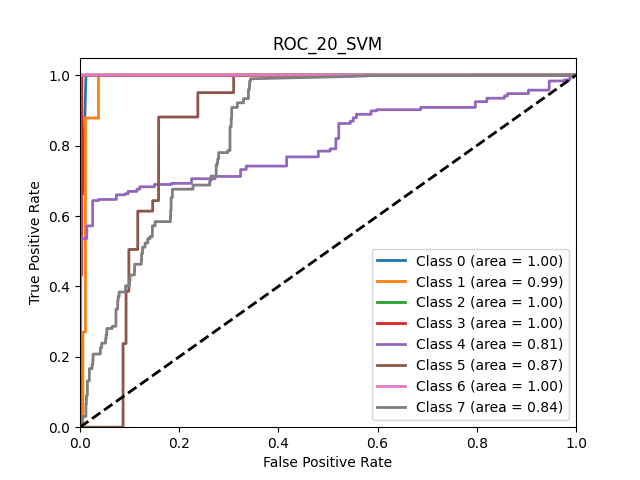 ROC_20_SVM
True Positive Rate
1.0
0.8
0.6
0.4
0.2
0.0
Class 0 (area = 1.00)
Class 1 (area = 0.99)
Class 2 (area = 1.00)
Class 3 (area = 1.00)
Class 4 (area = 0.81)
Class 5 (area = 0.87)
Class 6 (area = 1.00)
Class 7 (area = 0.84)
0.0 0.2 0.4 0.6 0.8 1.0
False Positive Rate